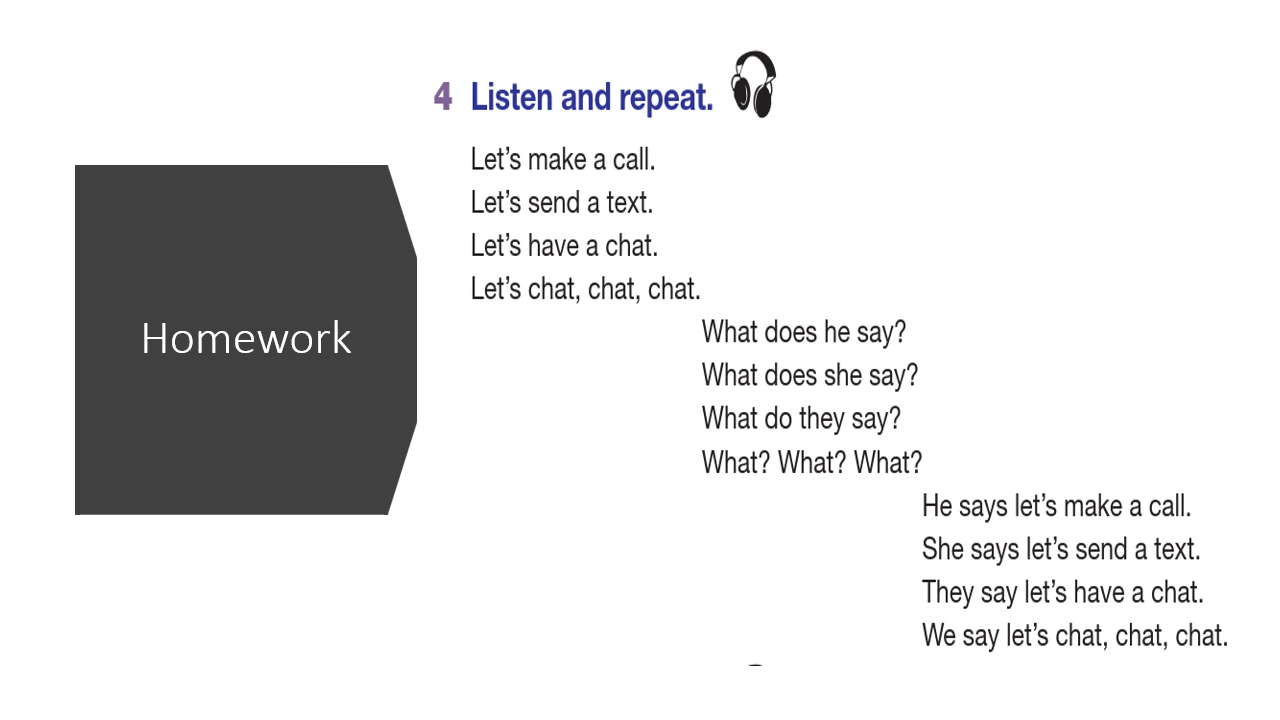 Homework
4 Listen and repeat.
Let's make a call.
Let's send a text.
Let's have a chat.
Let's chat, chat, chat.
What does he say?
What does she say?
What do they say?
What? What? What?
He says let's make a call.
She says let's send a text.
They say let's have a chat.
We say let's chat, chat, chat.